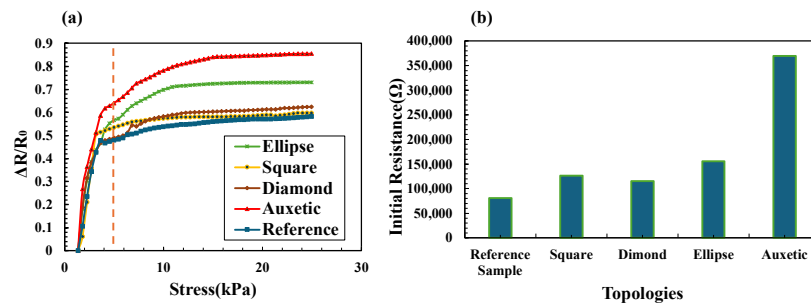 (a)
0.9
0.8
0.7
0.6
0.5
0.4
0.3
0.2
0.1
0
ΔR/R0
0
10
20
30
Stress(kPa)
Ellipse
Square
Diamond
Auxetic
Reference
(b)
400,000
350,000
300,000
250,000
200,000
150,000
100,000
50,000
0
Initial Resistance(Ω)
Reference
Sample
Square
Dimond
Ellipse
Auxetic
Topologies